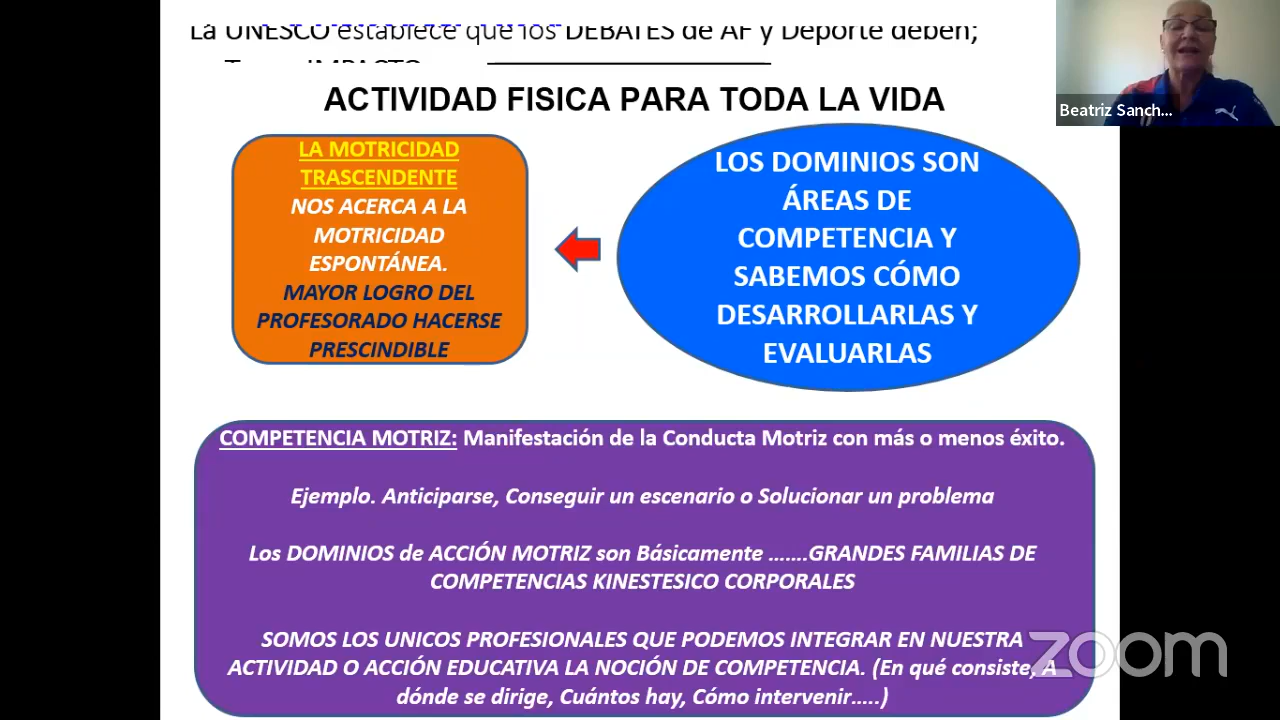 La UNESCO establece que los DEBATES de AF y Deporte deben;
IMPACTO
ACTIVIDAD FISICA PARA TODA LA VIDA
LA MOTRICIDAD
TRASCENDENTE
NOS ACERCA A LA
MOTRICIDAD
ESPONTÁNEA.
MAYOR LOGRO DEL
PROFESORADO HACERSE
PRESCINDIBLE
LOS DOMINIOS SON
ÁREAS DE
COMPETENCIA Y
SABEMOS CÓMO
DESARROLLARLAS Y
EVALUARLAS
COMPETENCIA MOTRIZ: Manifestación de la Conducta Motriz con más o menos éxito.
Ejemplo. Anticiparse, Conseguir un escenario o Solucionar un problema
Los DOMINIOS de ACCIÓN MOTRIZ son Básicamente …….GRANDES FAMILIAS DE
COMPETENCIAS KINESTESICO CORPORALES
SOMOS LOS UNICOS PROFESIONALES QUE PODEMOS INTEGRAR EN NUESTRA
ACTIVIDAD O ACCIÓN EDUCATIVA LA NOCIÓN DE COMPETENCIA. (En qué consiste, A
dónde se dirige, Cuántos hay, Cómo intervenir…..)
Beatriz Sanch...
zoom